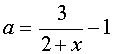 a = 3/(2 + x) − 1